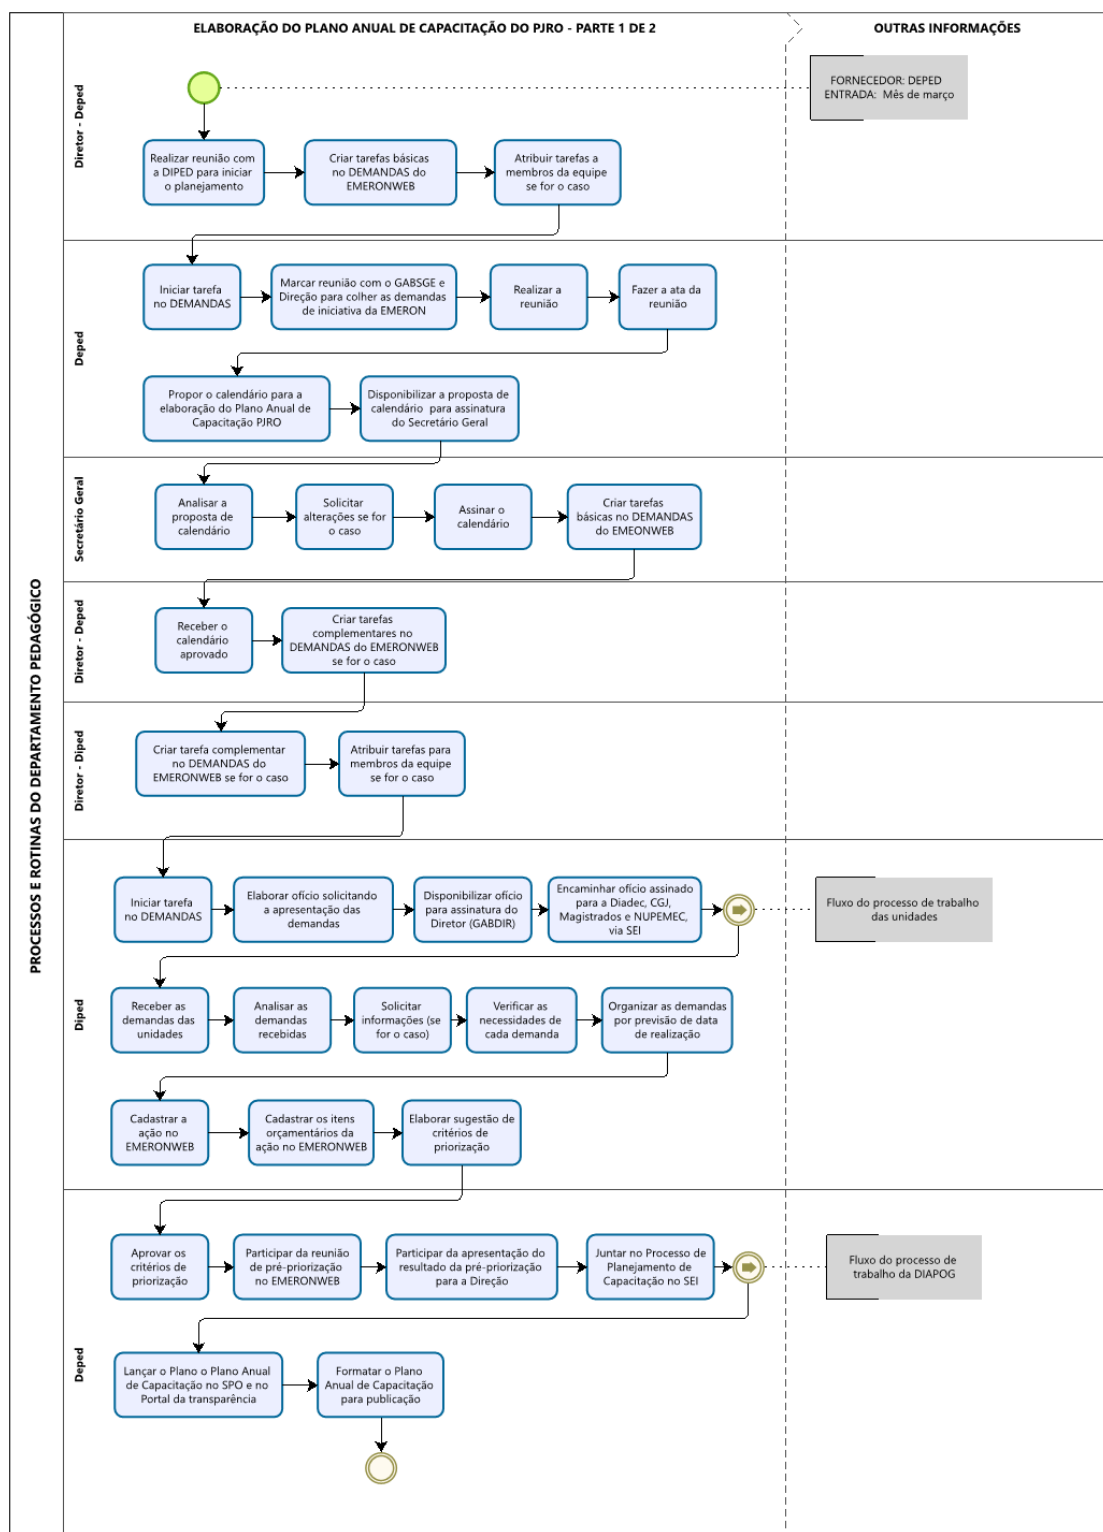 ELABORAÇÃO DO PLANO ANUAL DE CAPACITAÇÃO DO PJRO - PARTE 1 DE 2
OUTRAS INFORMAÇÕES
PROCESSOS E ROTINAS DO DEPARTAMENTO PEDAGÓGICO
Diretor - Deped
FORNECEDOR: DEPED
ENTRADA: Mês de março
Realizar reunião com
a DIPED para iniciar
o planejamento
Criar tarefas básicas
no DEMANDAS do
EMERONWEB
Atribuir tarefas a
membros da equipe
se for o caso
Deped
Iniciar tarefa
no DEMANDAS
Marcar reunião com o GABSGE e
Direção para colher as demandas
de iniciativa da EMERON
Realizar a
reunião
Fazer a ata da
reunião
Propor o calendário para a
elaboração do Plano Anual de
Capacitação PJRO
Disponibilizar a proposta de
calendário para assinatura
do Secretário Geral
Secretário Geral
Analisar a
proposta de
calendário
Solicitar
alterações se for
o caso
Assinar o
calendário
Criar tarefas
básicas no DEMANDAS
do EMEONWEB
Diretor - Deped
Receber o
calendário
aprovado
Criar tarefas
complementares no
DEMANDAS do EMERONWEB
se for o caso
Diretor - Diped
Criar tarefa complementar
no DEMANDAS do
EMERONWEB se for o caso
Atribuir tarefas para
membros da equipe
se for o caso
Diped
Iniciar tarefa
no DEMANDAS
Elaborar ofício solicitando
a apresentação das
demandas
Disponibilizar ofício
para assinatura do
Diretor (GABDIR)
Encaminhar ofício assinado
para a Diadec, CGJ,
Magistrados e NUPEMEC,
via SEI
Fluxo do processo de trabalho
das unidades
Receber as
demandas das
unidades
Analisar as
demandas
recebidas
Solicitar
informações (se
for o caso)
Verificar as
necessidades de
cada demanda
Organizar as demandas
por previsão de data
de realização
Cadastrar a
ação no
EMERONWEB
Cadastrar os itens
orçamentários da
ação no EMERONWEB
Elaborar sugestão de
critérios de
priorização
Deped
Aprovar os
critérios de
priorização
Participar da reunião
de pré-priorização
no EMERONWEB
Participar da apresentação do
resultado da pré-priorização
para a Direção
Juntar no Processo de
Planejamento de
Capacitação no SEI
Fluxo do processo de
trabalho da DIAPOG
Lançar o Plano o Plano Anual
de Capacitação no SPO e no
Portal da transparência
Formatar o Plano
Anual de Capacitação
para publicação